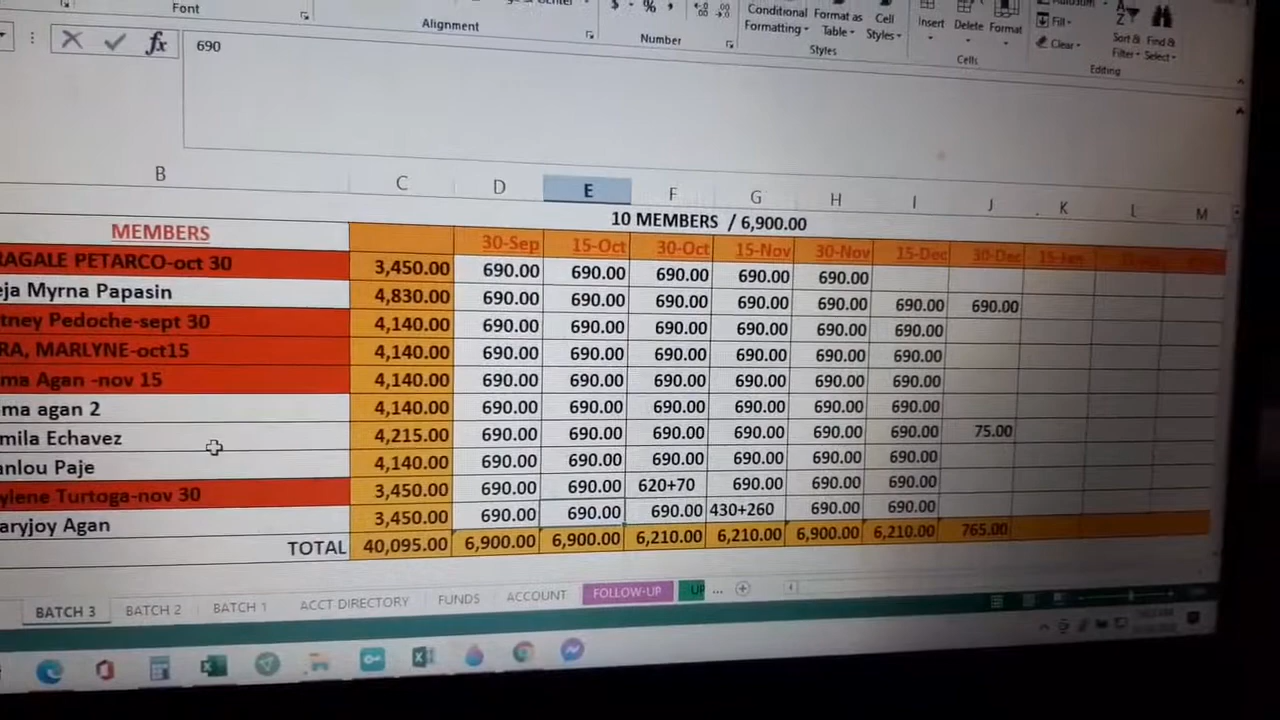 Font
Alignment
Number
Conditional Formatting
Format as Table
Cell Styles
Styles
Insert
Delete
Format
Cells
Fill
Clear
Sort & Filter
Find & Select
Editing
fx
690
B C D E F G H I J K L M
10 MEMBERS / 6,900.00
MEMBERS 30-Sep 15-Oct 30-Oct 15-Nov 30-Nov 15-Dec 30-Dec 15-Jan
RAGALE PETARCO-oct 30 3,450.00 690.00 690.00 690.00 690.00 690.00
eja Myrna Papasin 4,830.00 690.00 690.00 690.00 690.00 690.00 690.00 690.00
tney Pedoche-sept 30 4,140.00 690.00 690.00 690.00 690.00 690.00 690.00
RA, MARLYNE-oct15 4,140.00 690.00 690.00 690.00 690.00 690.00 690.00
ma Agan -nov 15 4,140.00 690.00 690.00 690.00 690.00 690.00 690.00
ma agan 2 4,140.00 690.00 690.00 690.00 690.00 690.00 690.00
mila Echavez 4,215.00 690.00 690.00 690.00 690.00 690.00 690.00 75.00
anlou Paje 4,140.00 690.00 690.00 690.00 690.00 690.00 690.00
ylene Turtoga-nov 30 3,450.00 690.00 690.00 620+70 690.00 690.00 690.00
aryjoy Agan 3,450.00 690.00 690.00 690.00 430+260 690.00 690.00
TOTAL 40,095.00 6,900.00 6,900.00 6,210.00 6,210.00 6,900.00 6,210.00 765.00
BATCH 3 BATCH 2 BATCH 1 ACCT DIRECTORY FUNDS ACCOUNT FOLLOW-UP UP ...